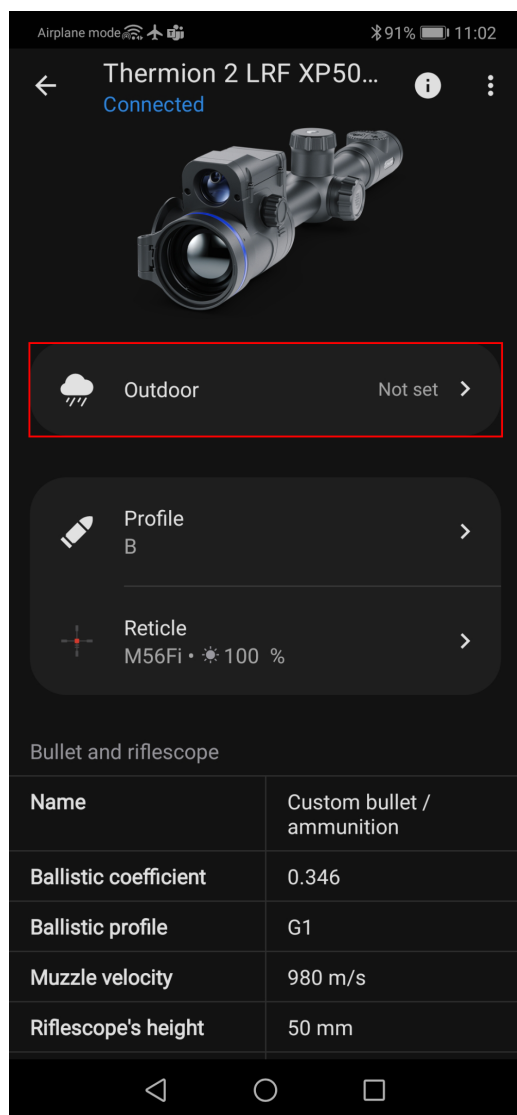 Airplane mode 91% 11:02
Thermion 2 LRF XP50...
Connected
Outdoor Not set
Profile
B
Reticle
M56Fi • 100 %
Bullet and riflescope
Name Custom bullet /
ammunition
Ballistic coefficient 0.346
Ballistic profile G1
Muzzle velocity 980 m/s
Riflescope's height 50 mm